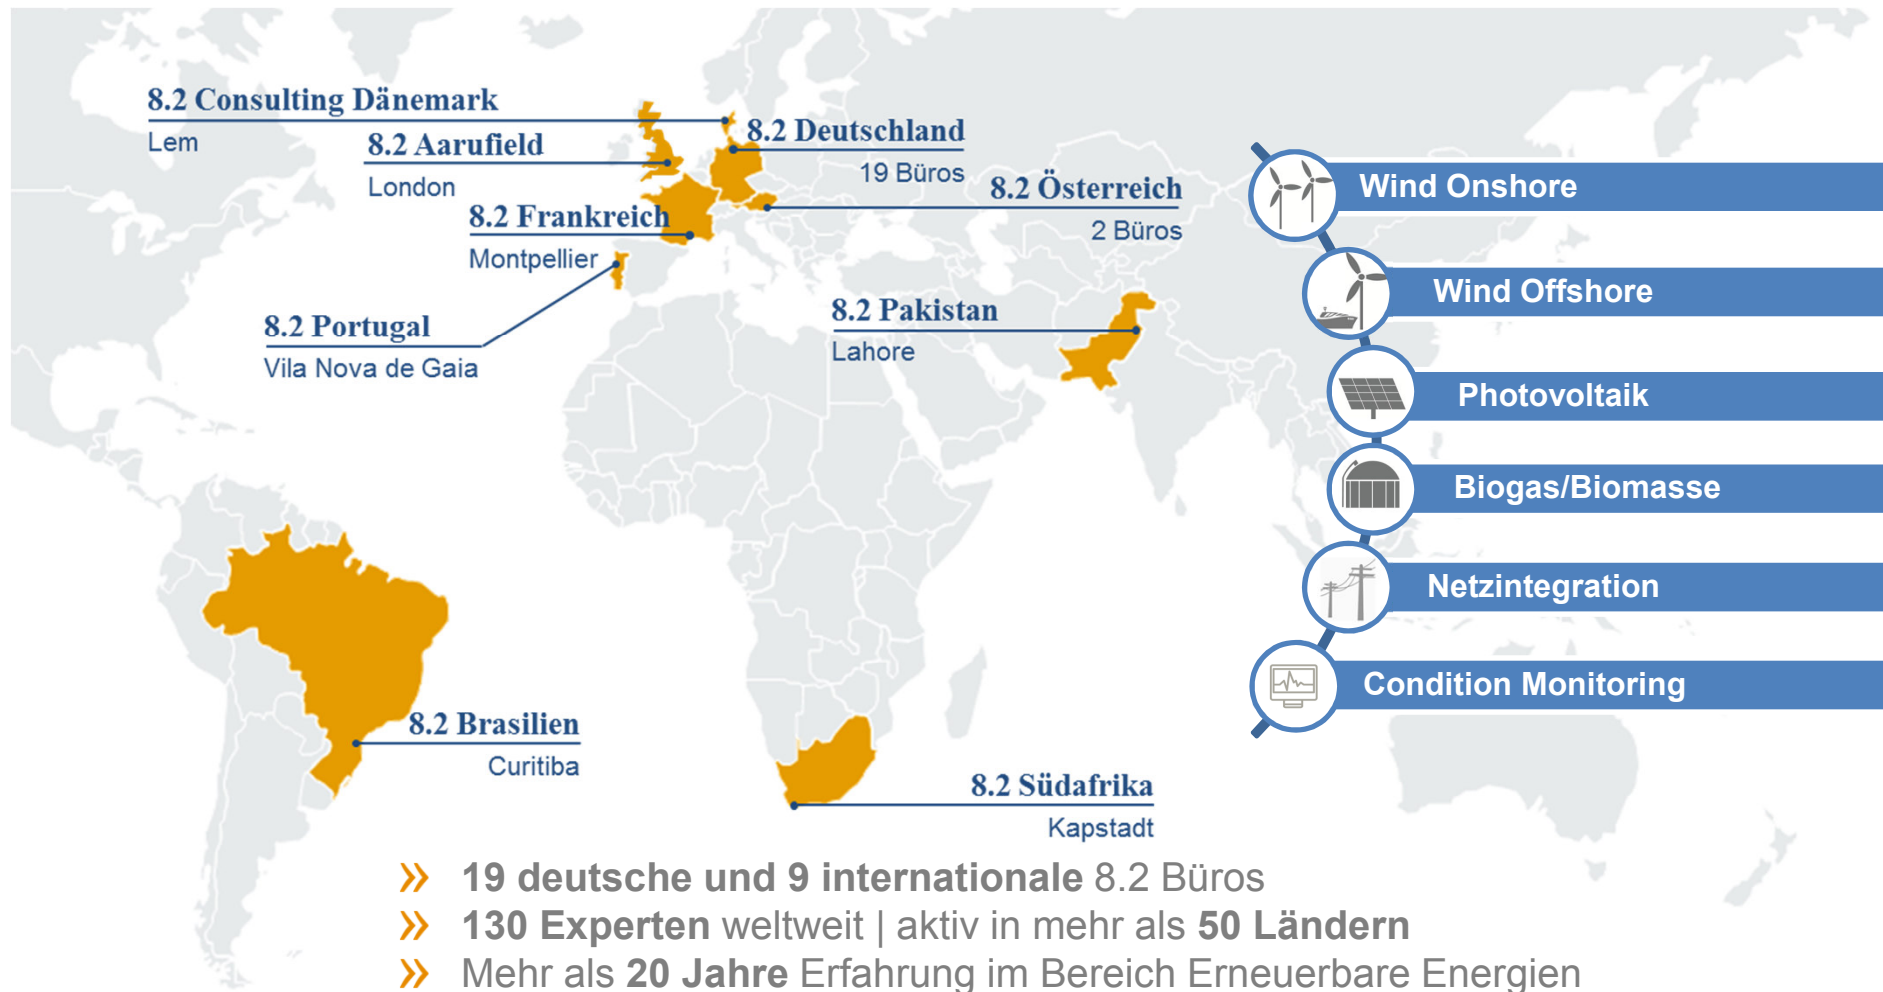 8.2 Consulting Dänemark
Lem
8.2 Aarufield
London
8.2 Deutschland
19 Büros
8.2 Österreich
2 Büros
8.2 Frankreich
Montpellier
8.2 Portugal
Vila Nova de Gaia
8.2 Pakistan
Lahore
8.2 Brasilien
Curitiba
8.2 Südafrika
Kapstadt
Wind Onshore
Wind Offshore
Photovoltaik
Biogas/Biomasse
Netzintegration
Condition Monitoring
» 19 deutsche und 9 internationale 8.2 Büros
» 130 Experten weltweit | aktiv in mehr als 50 Ländern
» Mehr als 20 Jahre Erfahrung im Bereich Erneuerbare Energien